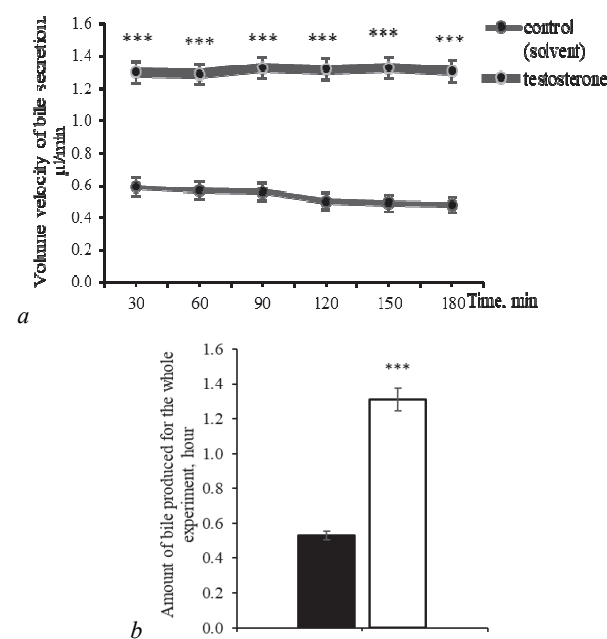 Volume velocity of bile secretion,
µl/min
1.6
1.4
1.2
1.0
0.8
0.6
0.4
0.2
0.0
*** *** *** *** *** ***
control
(solvent)
testosterone
30 60 90 120 150 180 Time, min
a
Amount of bile produced for the whole
experiment, hour
1.6
1.4
1.2
1.0
0.8
0.6
0.4
0.2
0.0
***
b